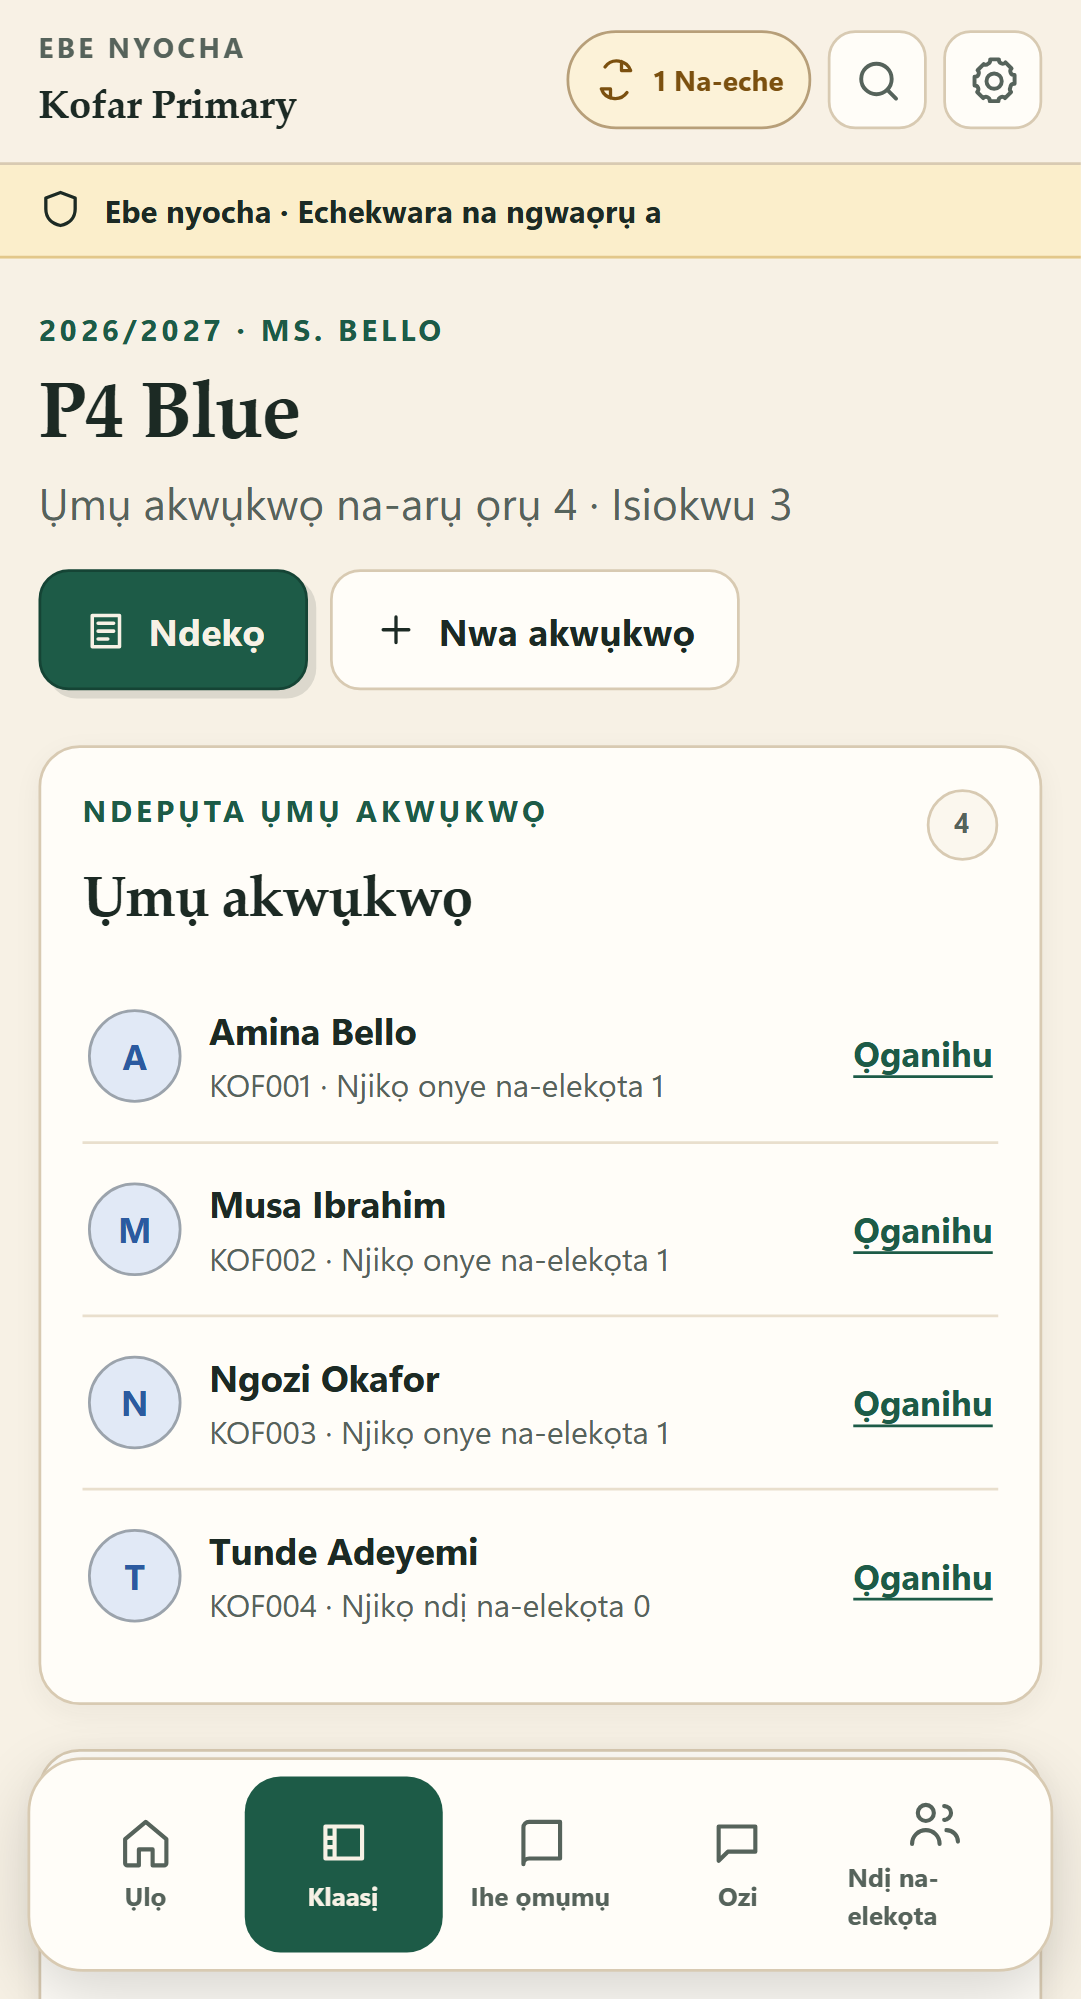 EBE NYOCHA
Kofar Primary
1 Na-eche
Ebe nyocha · Echekwara na ngwaọrụ a
2026/2027 · MS. BELLO
P4 Blue
Ụmụ akwụkwọ na-arụ ọrụ 4 · Isiokwu 3
Ndekọ
Nwa akwụkwọ
NDEPỤTA ỤMỤ AKWỤKWỌ
4
Ụmụ akwụkwọ
A
Amina Bello
KOF001 · Njikọ onye na-elekọta 1
Ọganihu
M
Musa Ibrahim
KOF002 · Njikọ onye na-elekọta 1
Ọganihu
N
Ngozi Okafor
KOF003 · Njikọ onye na-elekọta 1
Ọganihu
T
Tunde Adeyemi
KOF004 · Njikọ ndị na-elekọta 0
Ọganihu
Ụlọ
Klaasị
Ihe ọmụmụ
Ozi
Ndị na-
elekọta